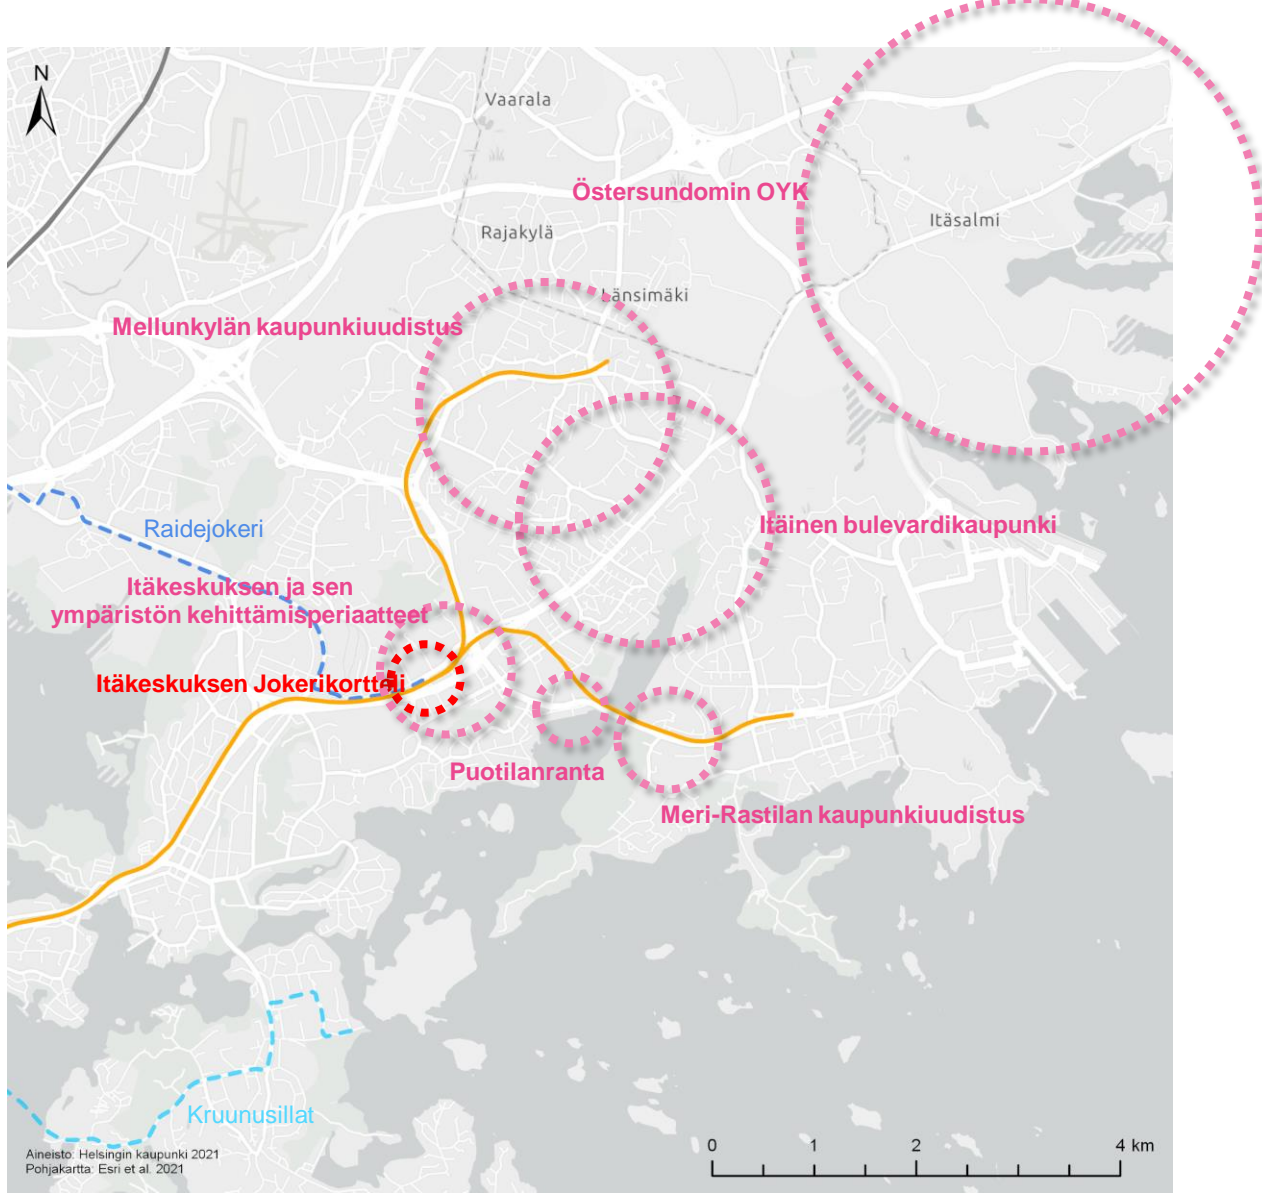 N
Vaarala
Östersundomin OYK
Itäsalmi
Rajakylä
Länsimäki
Mellunkylän kaupunkiuudistus
Raidejokeri
Itäinen bulevardikaupunki
Itäkeskuksen ja sen
ympäristön kehittämisperiaatteet
Itäkeskuksen Jokerikortteli
Puotilanranta
Meri-Rastilan kaupunkiuudistus
Kruunusillat
Aineisto: Helsingin kaupunki 2021
Pohjakartta: Esri et al. 2021
0 1 2 4 km